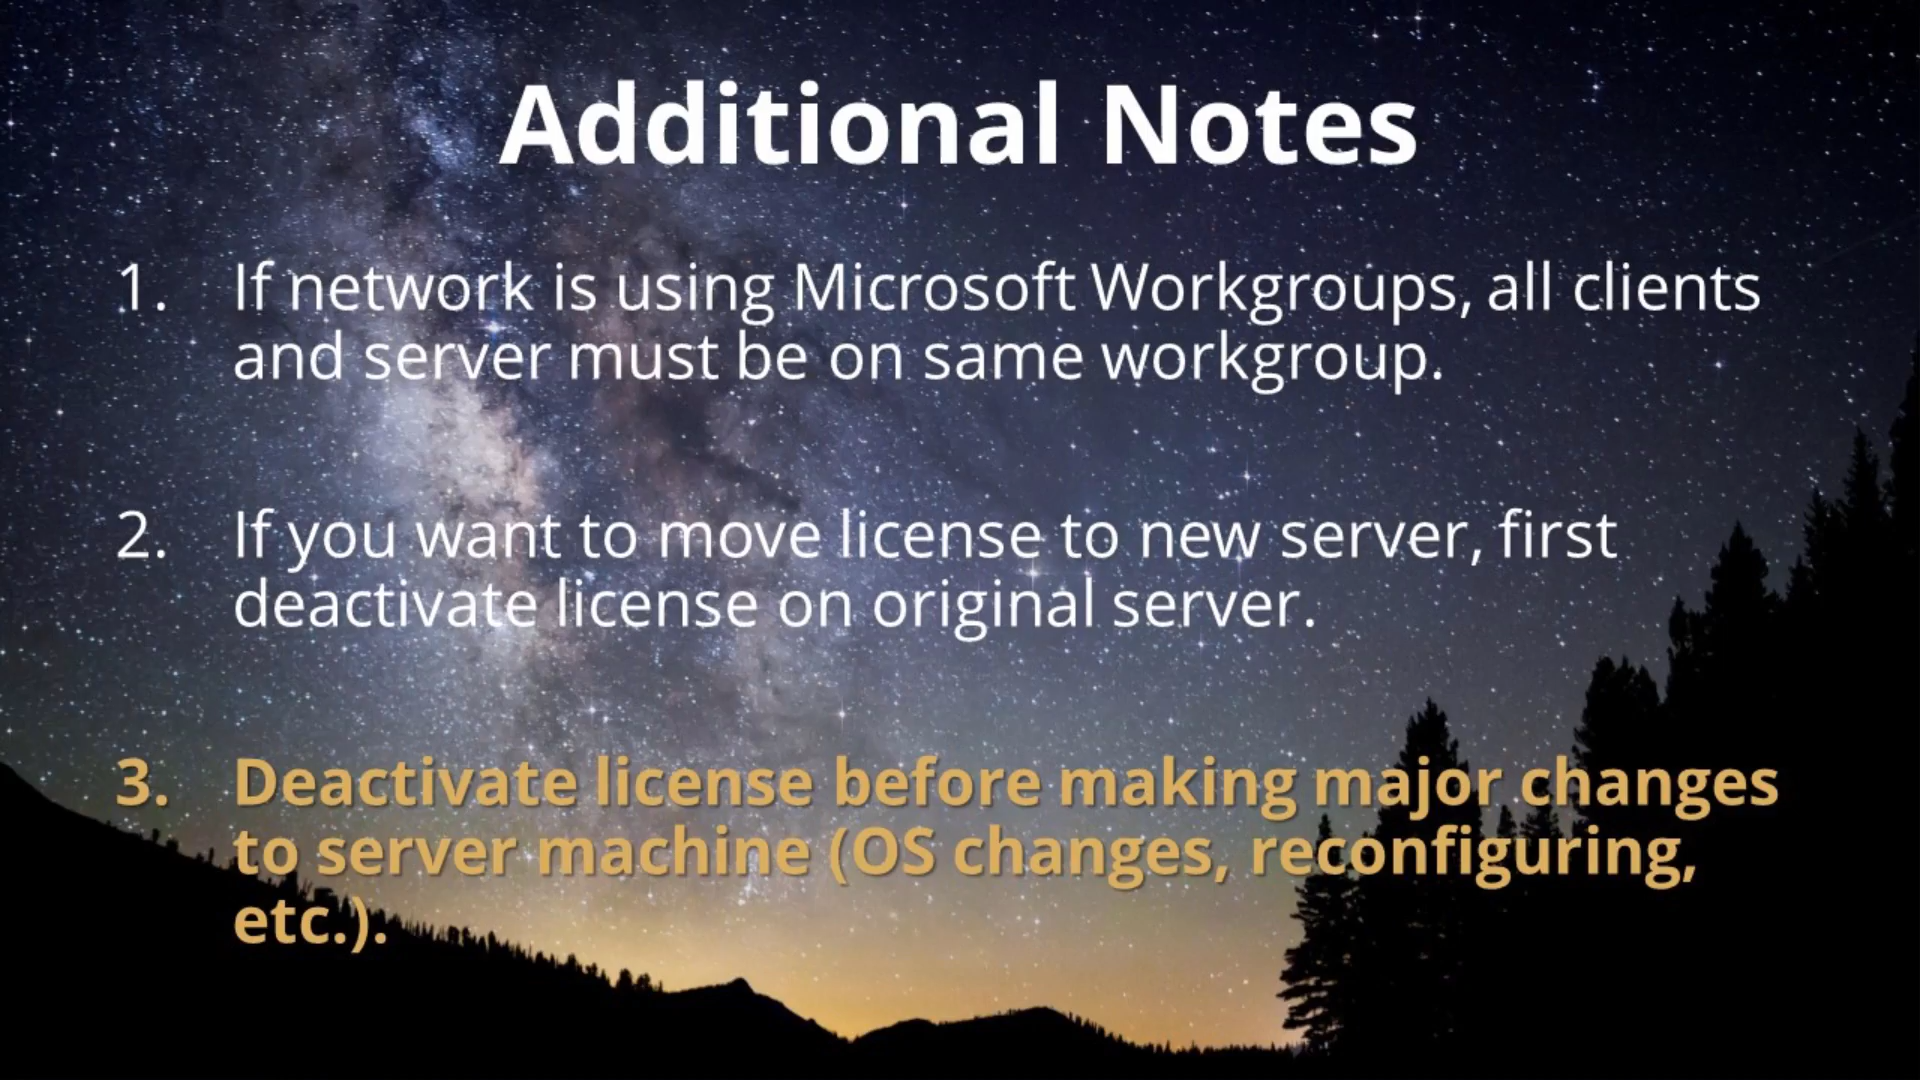 Additional Notes
1. If network is using Microsoft Workgroups, all clients
and server must be on same workgroup.
2. If you want to move license to new server, first
deactivate license on original server.
3. Deactivate license before making major changes
to server machine (OS changes, reconfiguring,
etc.).